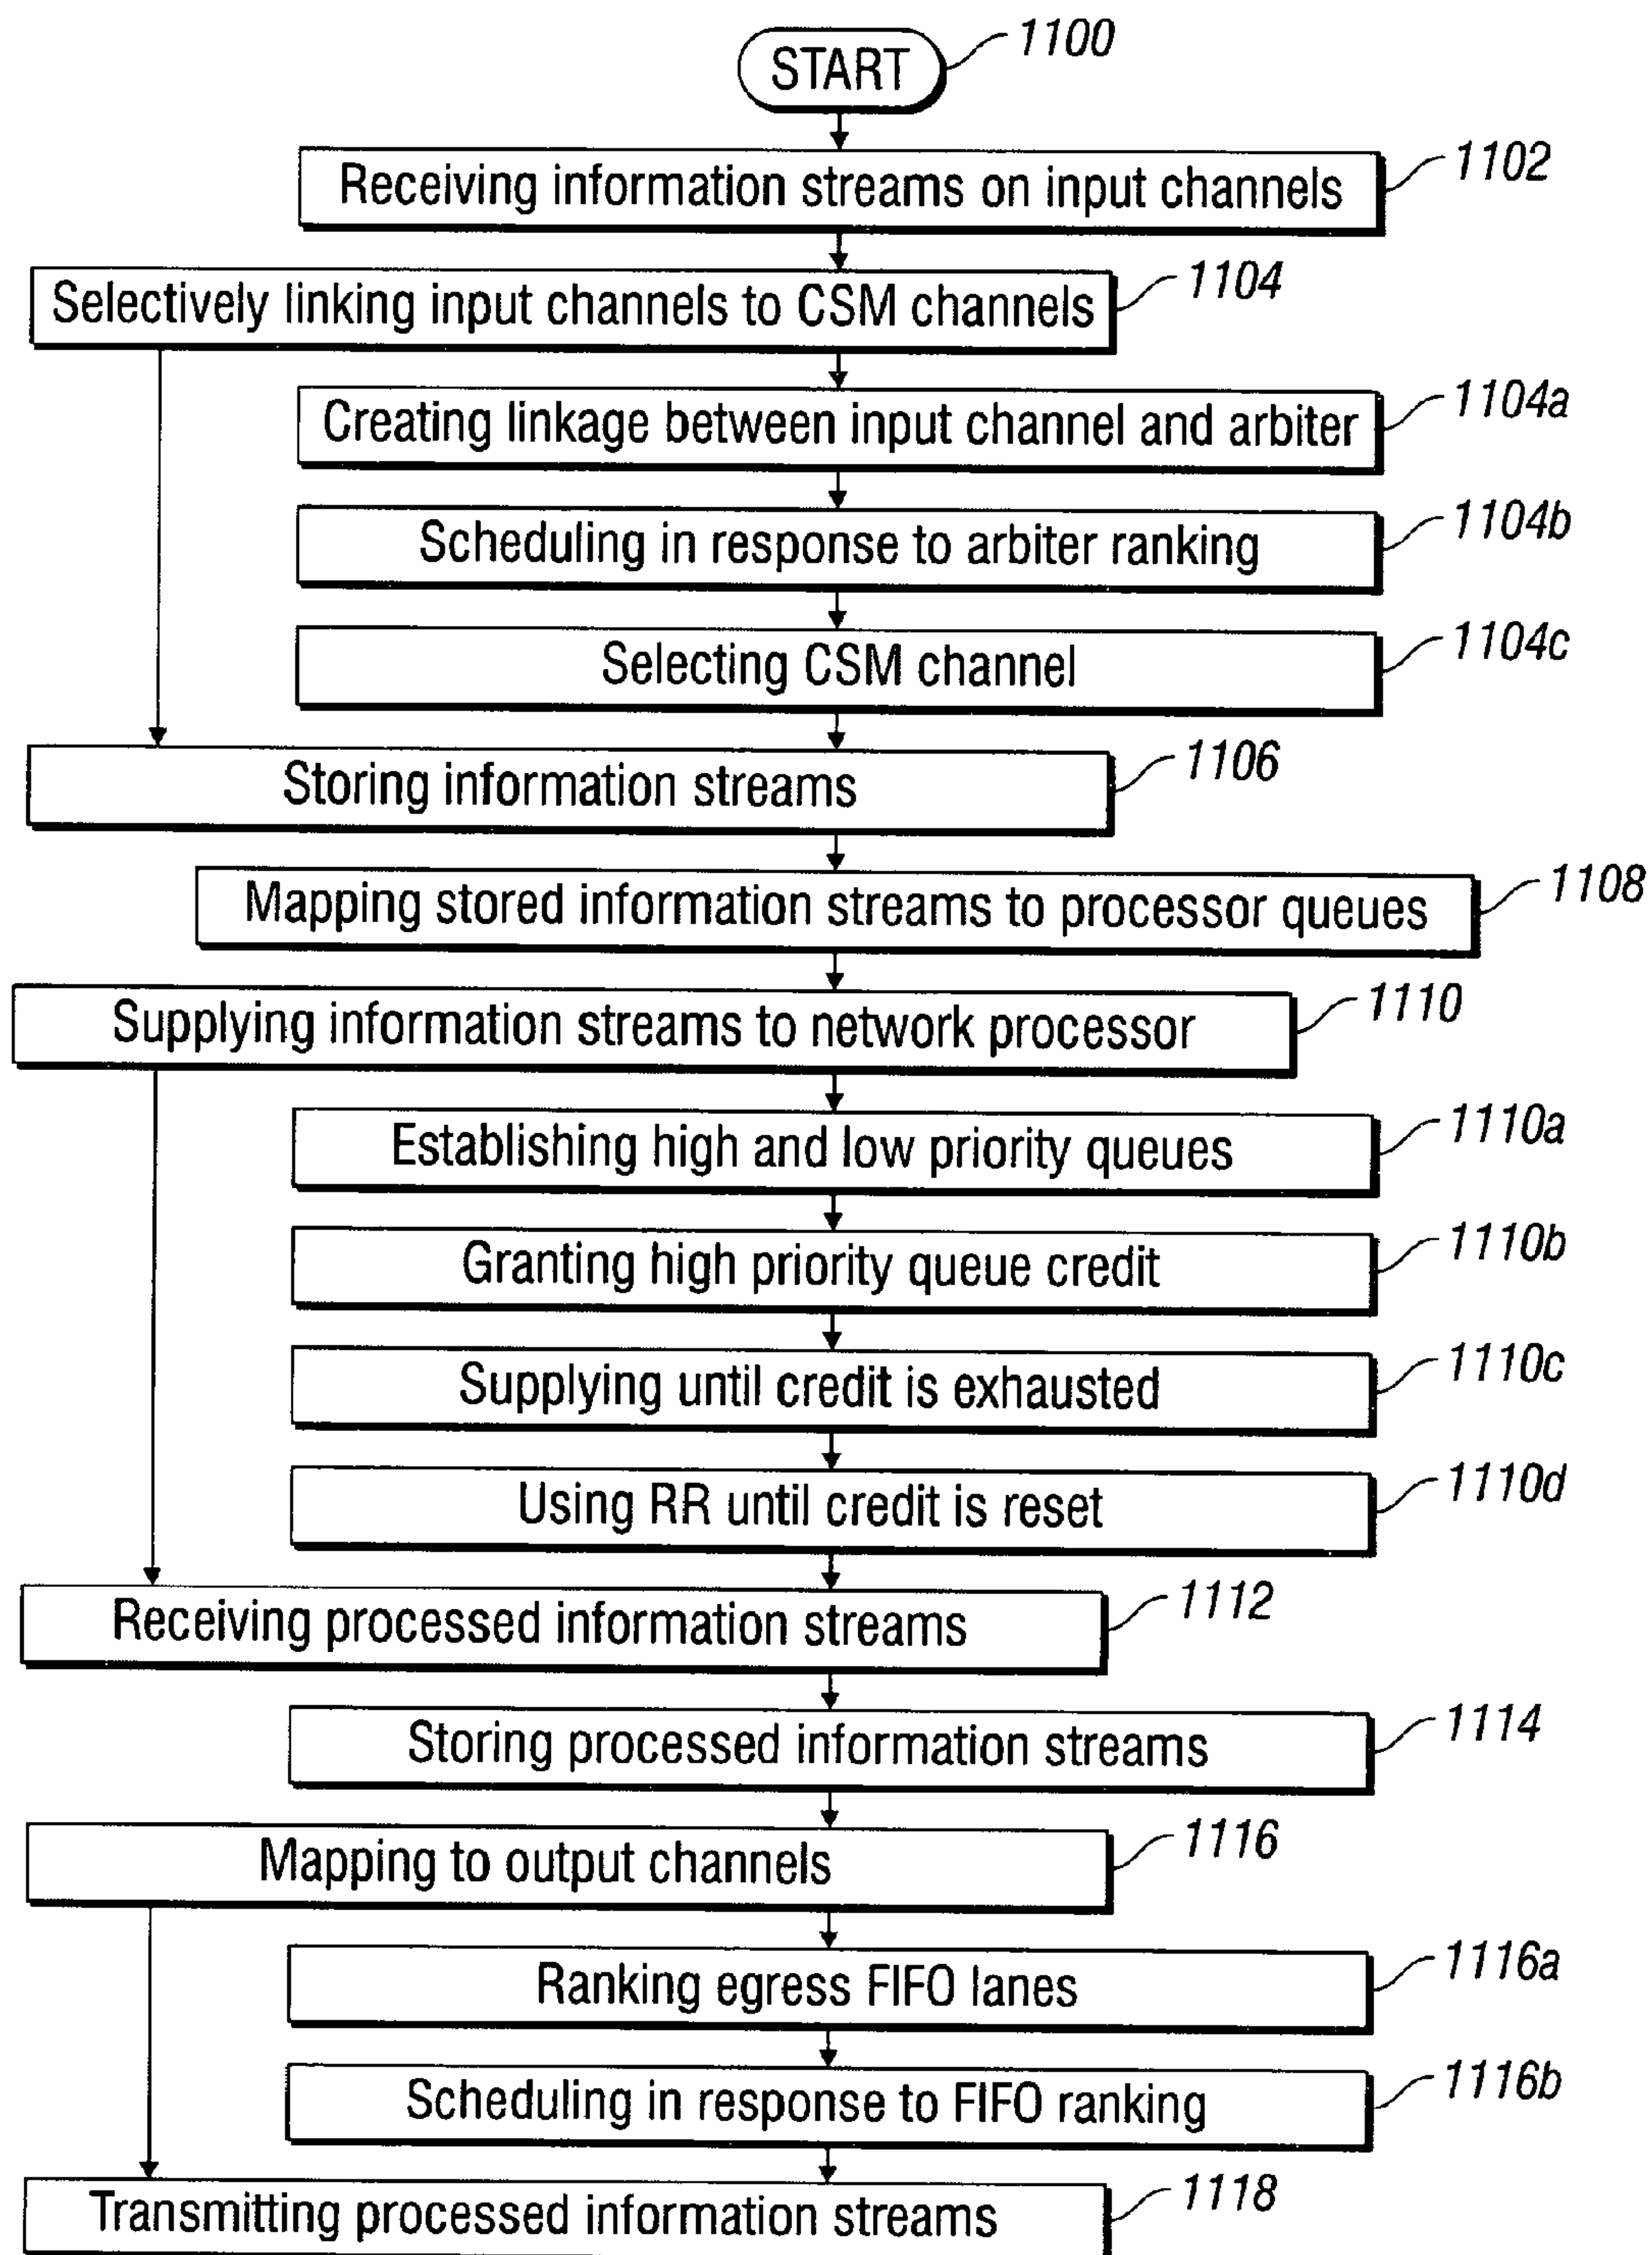 START
1100
Receiving information streams on input channels
1102
Selectively linking input channels to CSM channels
1104
Creating linkage between input channel and arbiter
1104a
Scheduling in response to arbiter ranking
1104b
Selecting CSM channel
1104c
Storing information streams
1106
Mapping stored information streams to processor queues
1108
Supplying information streams to network processor
1110
Establishing high and low priority queues
1110a
Granting high priority queue credit
1110b
Supplying until credit is exhausted
1110c
Using RR until credit is reset
1110d
Receiving processed information streams
1112
Storing processed information streams
1114
Mapping to output channels
1116
Ranking egress FIFO lanes
1116a
Scheduling in response to FIFO ranking
1116b
Transmitting processed information streams
1118